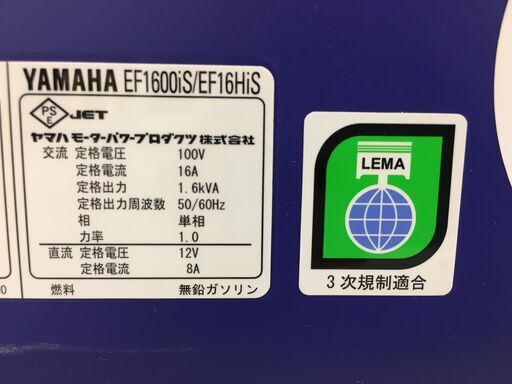 YAMAHA EF1600iS/EF16HiS
PS
E
JET
ヤマハモーターパワープロダクツ株式会社
交流 定格電圧 100V
定格電流 16A
定格出力 1.6kVA
定格出力周波数 50/60Hz
相 単相
力率 1.0
直流 定格電圧 12V
定格電流 8A
燃料 無鉛ガソリン
LEMA
3次規制適合